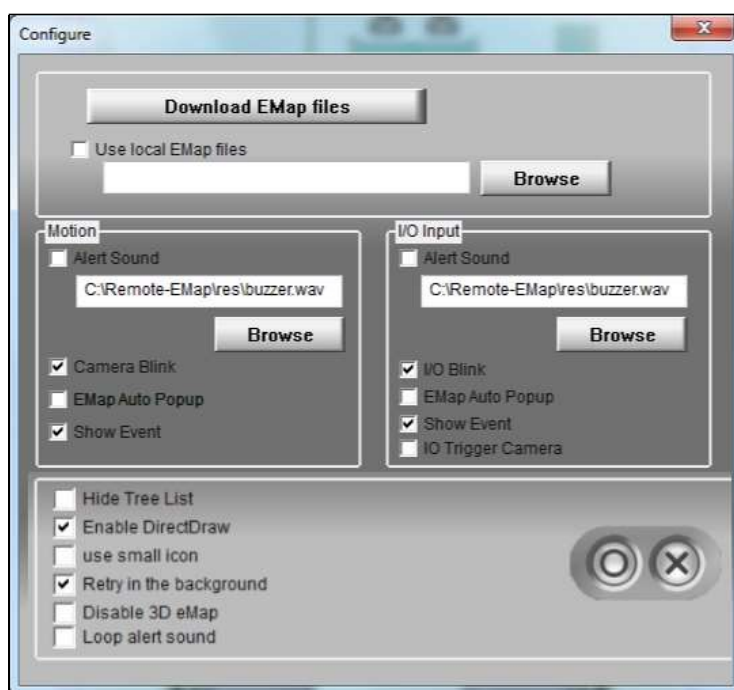 Configure
Download EMap files
Use local EMap files
Browse
Motion
Alert Sound
C:\Remote-EMap\res\buzzer.wav
Browse
Camera Blink
EMap Auto Popup
Show Event
I/O Input
Alert Sound
C:\Remote-EMap\res\buzzer.wav
Browse
I/O Blink
EMap Auto Popup
Show Event
IO Trigger Camera
Hide Tree List
Enable DirectDraw
use small icon
Retry in the background
Disable 3D eMap
Loop alert sound